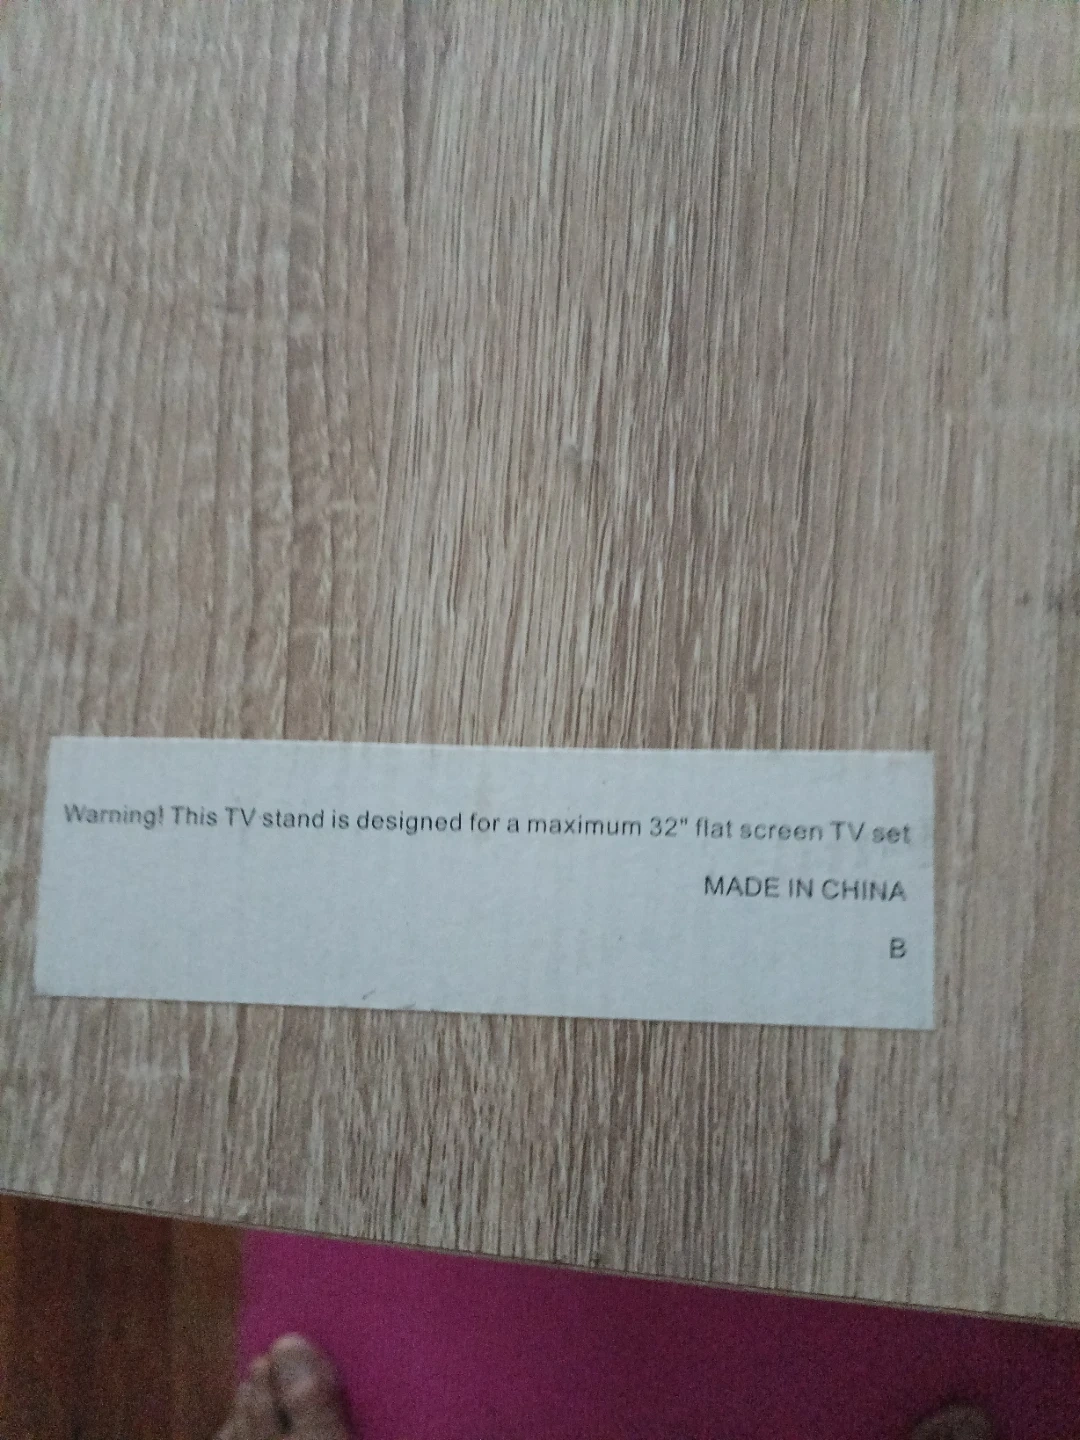 Warning! This TV stand is designed for a maximum 32" flat screen TV set
MADE IN CHINA
B